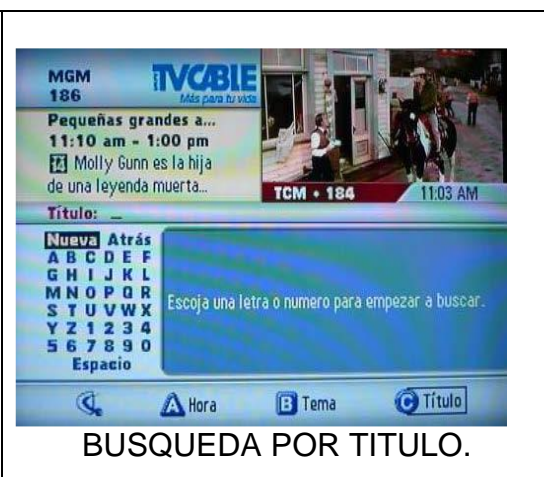 MGM
186
TVCABLE
Más para tu vida
Pequeñas grandes a...
11:10 am - 1:00 pm
14 Molly Gunn es la hija
de una leyenda muerta...
TCM • 184 11:03 AM
Título: _
Nueva Atrás
A B C D E F
G H I J K L
M N O P Q R
S T U V W X
Y Z 1 2 3 4
5 6 7 8 9 0
Espacio
Escoja una letra o numero para empezar a buscar.
A Hora B Tema C Título
BUSQUEDA POR TITULO.